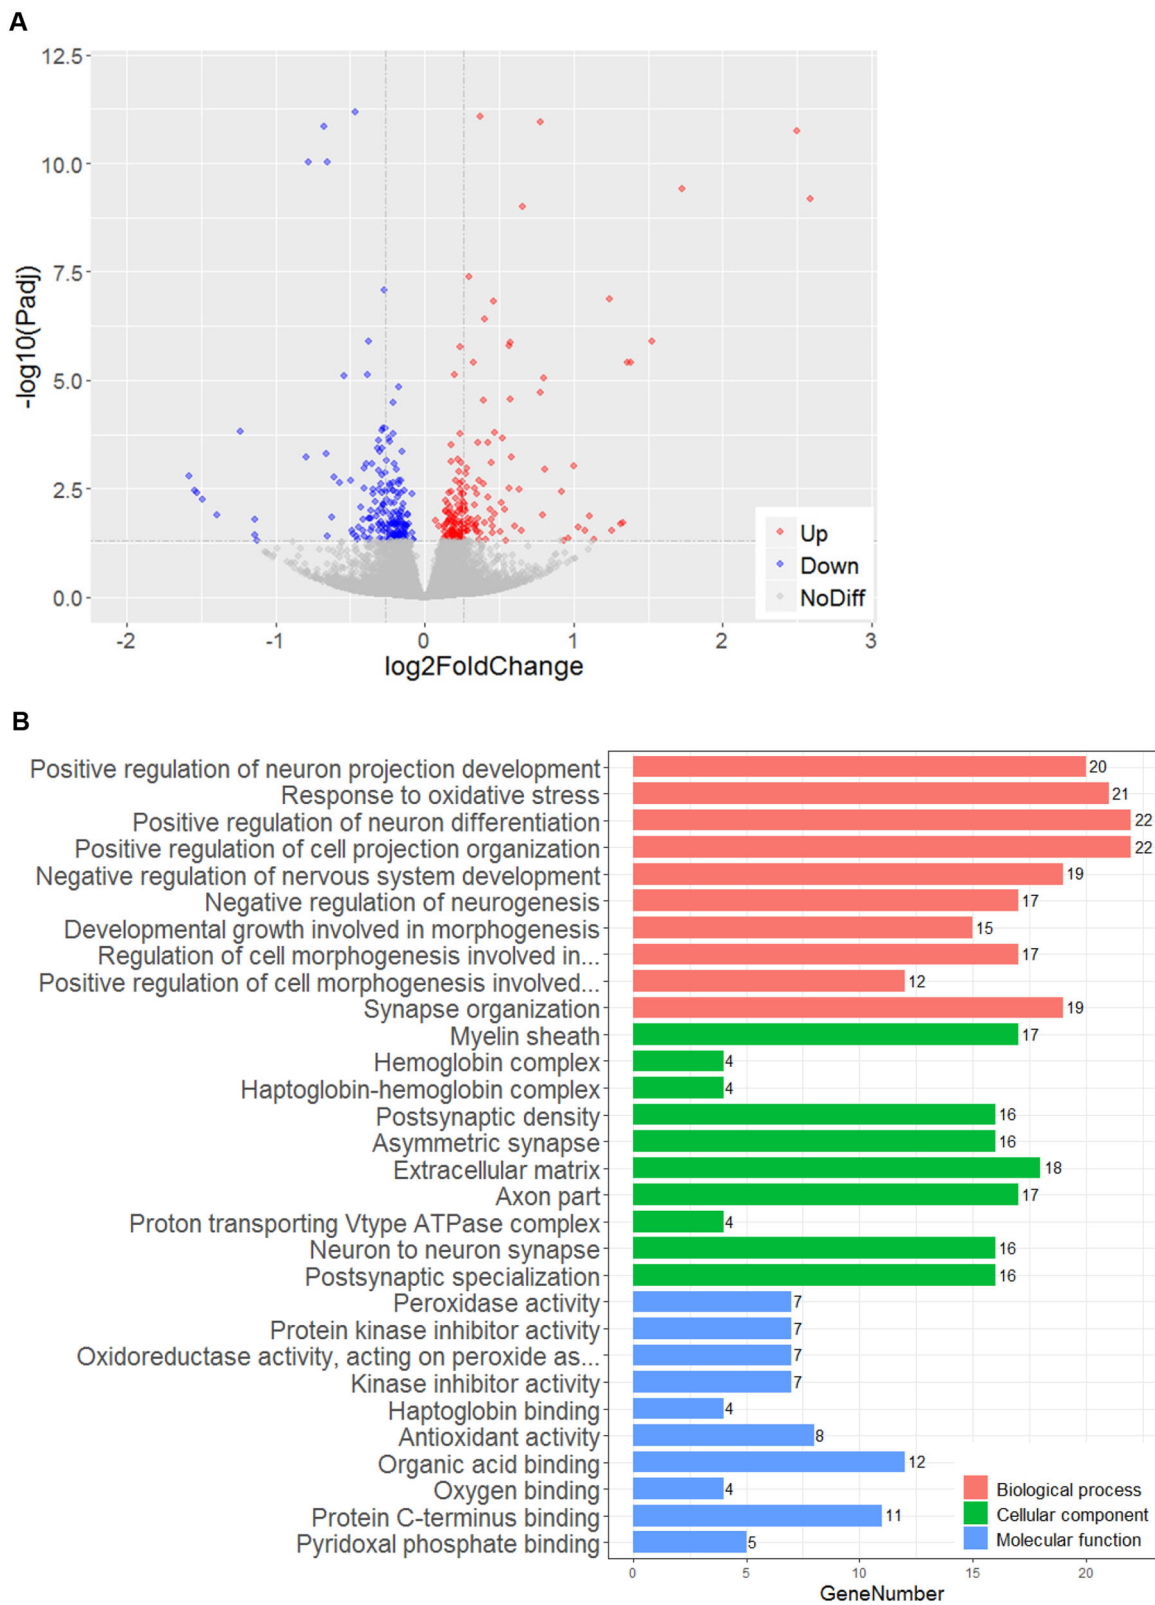 A
12.5
10.0
7.5
5.0
2.5
0.0
-log10(Padj)
Up
Down
NoDiff
-2
-1
0
1
2
3
log2FoldChange
B
Positive regulation of neuron projection development 20
Response to oxidative stress 21
Positive regulation of neuron differentiation 22
Positive regulation of cell projection organization 22
Negative regulation of nervous system development 19
Negative regulation of neurogenesis 17
Developmental growth involved in morphogenesis 15
Regulation of cell morphogenesis involved in... 17
Positive regulation of cell morphogenesis involved... 12
Synapse organization 19
Myelin sheath 17
Hemoglobin complex 4
Haptoglobin-hemoglobin complex 4
Postsynaptic density 16
Asymmetric synapse 16
Extracellular matrix 18
Axon part 17
Proton transporting Vtype ATPase complex 4
Neuron to neuron synapse 16
Postsynaptic specialization 16
Peroxidase activity 7
Protein kinase inhibitor activity 7
Oxidoreductase activity, acting on peroxide as... 7
Kinase inhibitor activity 7
Haptoglobin binding 4
Antioxidant activity 8
Organic acid binding 12
Oxygen binding 4
Protein C-terminus binding 11
Pyridoxal phosphate binding 5
Biological process
Cellular component
Molecular function
0 5 10 15 20
GeneNumber